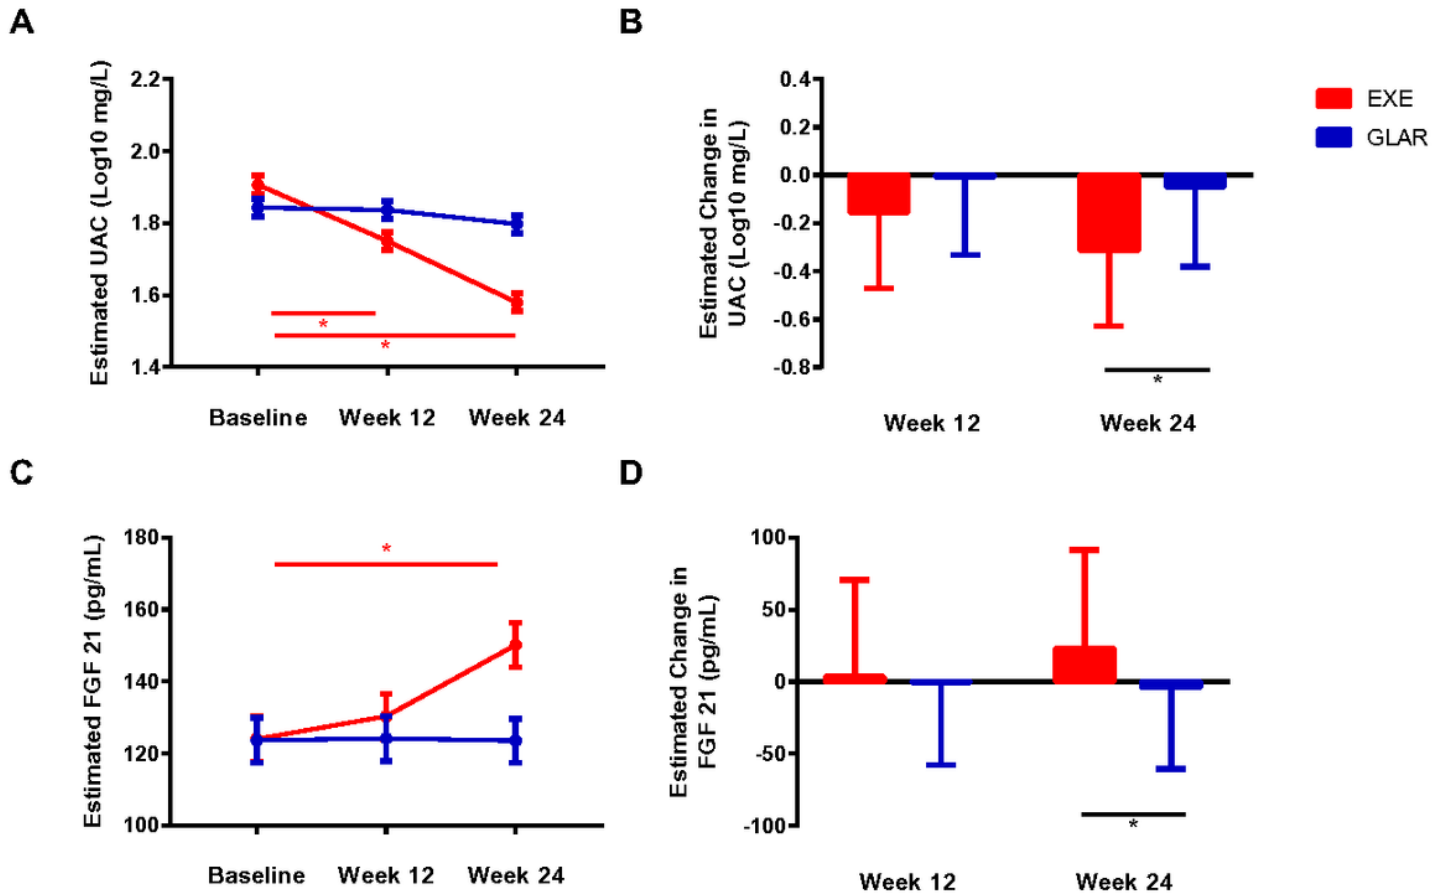 A
Estimated UAC (Log10 mg/L)
2.2
2.0
1.8
1.6
1.4
*
*
Baseline Week 12 Week 24
B
Estimated Change in
UAC (Log10 mg/L)
0.4
0.2
0.0
-0.2
-0.4
-0.6
-0.8
*
Week 12 Week 24
EXE
GLAR
C
Estimated FGF 21 (pg/mL)
180
160
140
120
100
*
Baseline Week 12 Week 24
D
Estimated Change in
FGF 21 (pg/mL)
100
50
0
-50
-100
*
Week 12 Week 24